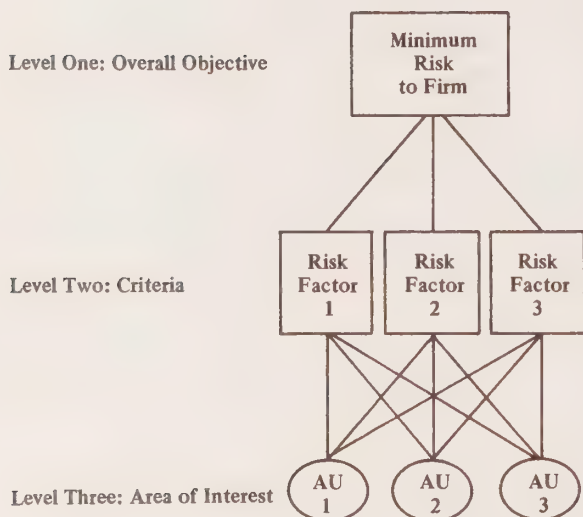 Level One: Overall Objective
Minimum
Risk
to Firm
Level Two: Criteria
Risk
Factor
1
Risk
Factor
2
Risk
Factor
3
Level Three: Area of Interest
AU
1
AU
2
AU
3